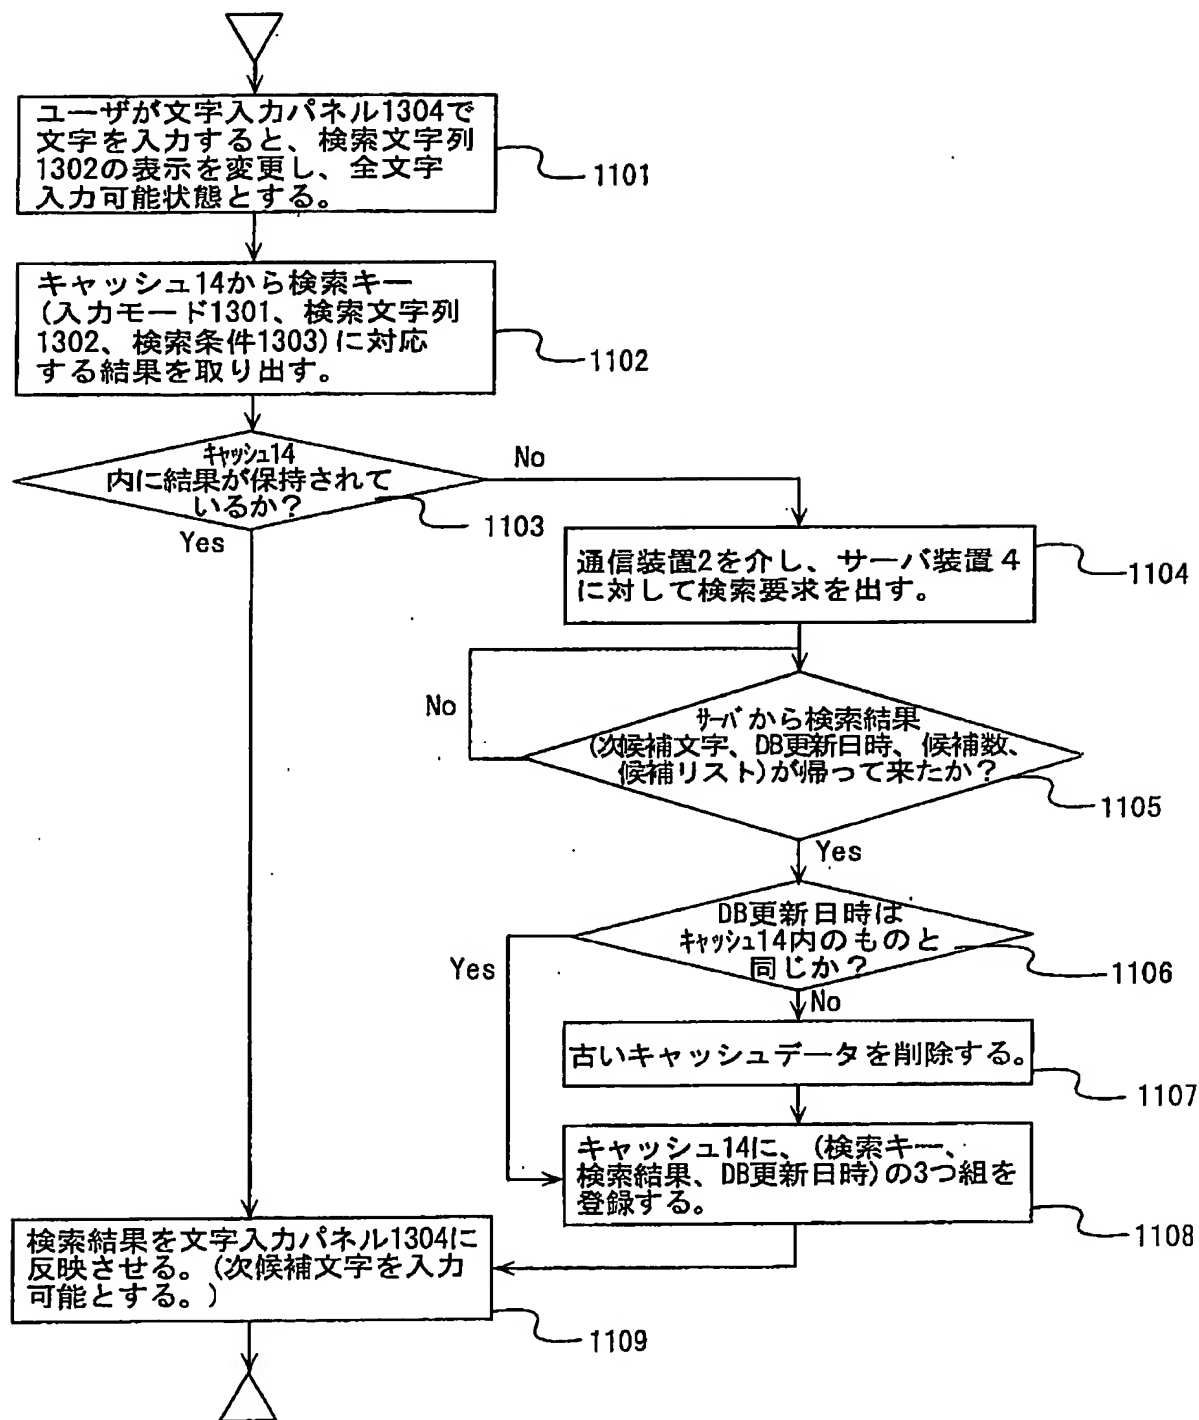 ユーザが文字入力パネル1304で
文字を入力すると、検索文字列
1302の表示を変更し、全文字
入力可能状態とする。
1101
キャッシュ14から検索キー
(入力モード1301、検索文字列
1302、検索条件1303)に対応
する結果を取り出す。
1102
キャッシュ14
内に結果が保持されて
いるか？
1103
No
Yes
通信装置2を介し、サーバ装置４
に対して検索要求を出す。
1104
No
サーバから検索結果
(次候補文字、DB更新日時、候補数、
候補リスト)が帰って来たか？
1105
Yes
DB更新日時は
キャッシュ14内のものと
同じか？
1106
Yes
No
古いキャッシュデータを削除する。
1107
キャッシュ14に、(検索キー、
検索結果、DB更新日時)の3つ組を
登録する。
1108
検索結果を文字入力パネル1304に
反映させる。(次候補文字を入力
可能とする。)
1109